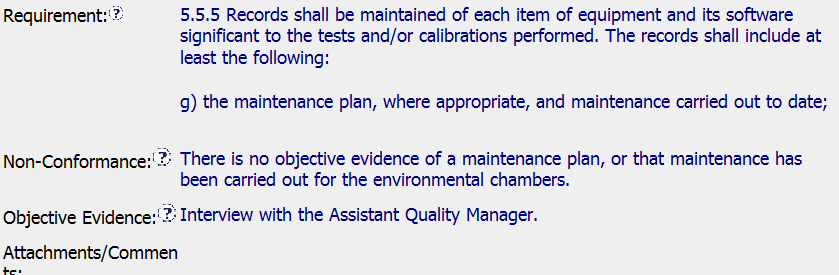 Requirement:? 5.5.5 Records shall be maintained of each item of equipment and its software
significant to the tests and/or calibrations performed. The records shall include at
least the following:
g) the maintenance plan, where appropriate, and maintenance carried out to date;
Non-Conformance:? There is no objective evidence of a maintenance plan, or that maintenance has
been carried out for the environmental chambers.
Objective Evidence:? Interview with the Assistant Quality Manager.
Attachments/Commen
ts: